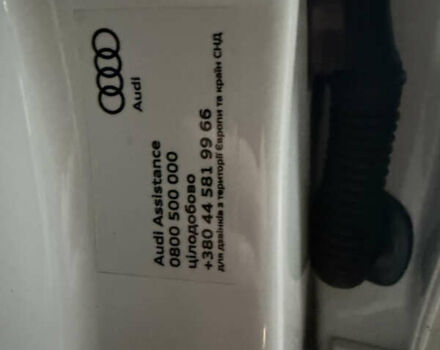 Audi
Audi Assistance
0800 500 000
цілодобово
+380 44 581 99 66
для дзвінків з території Європи та країн СНД